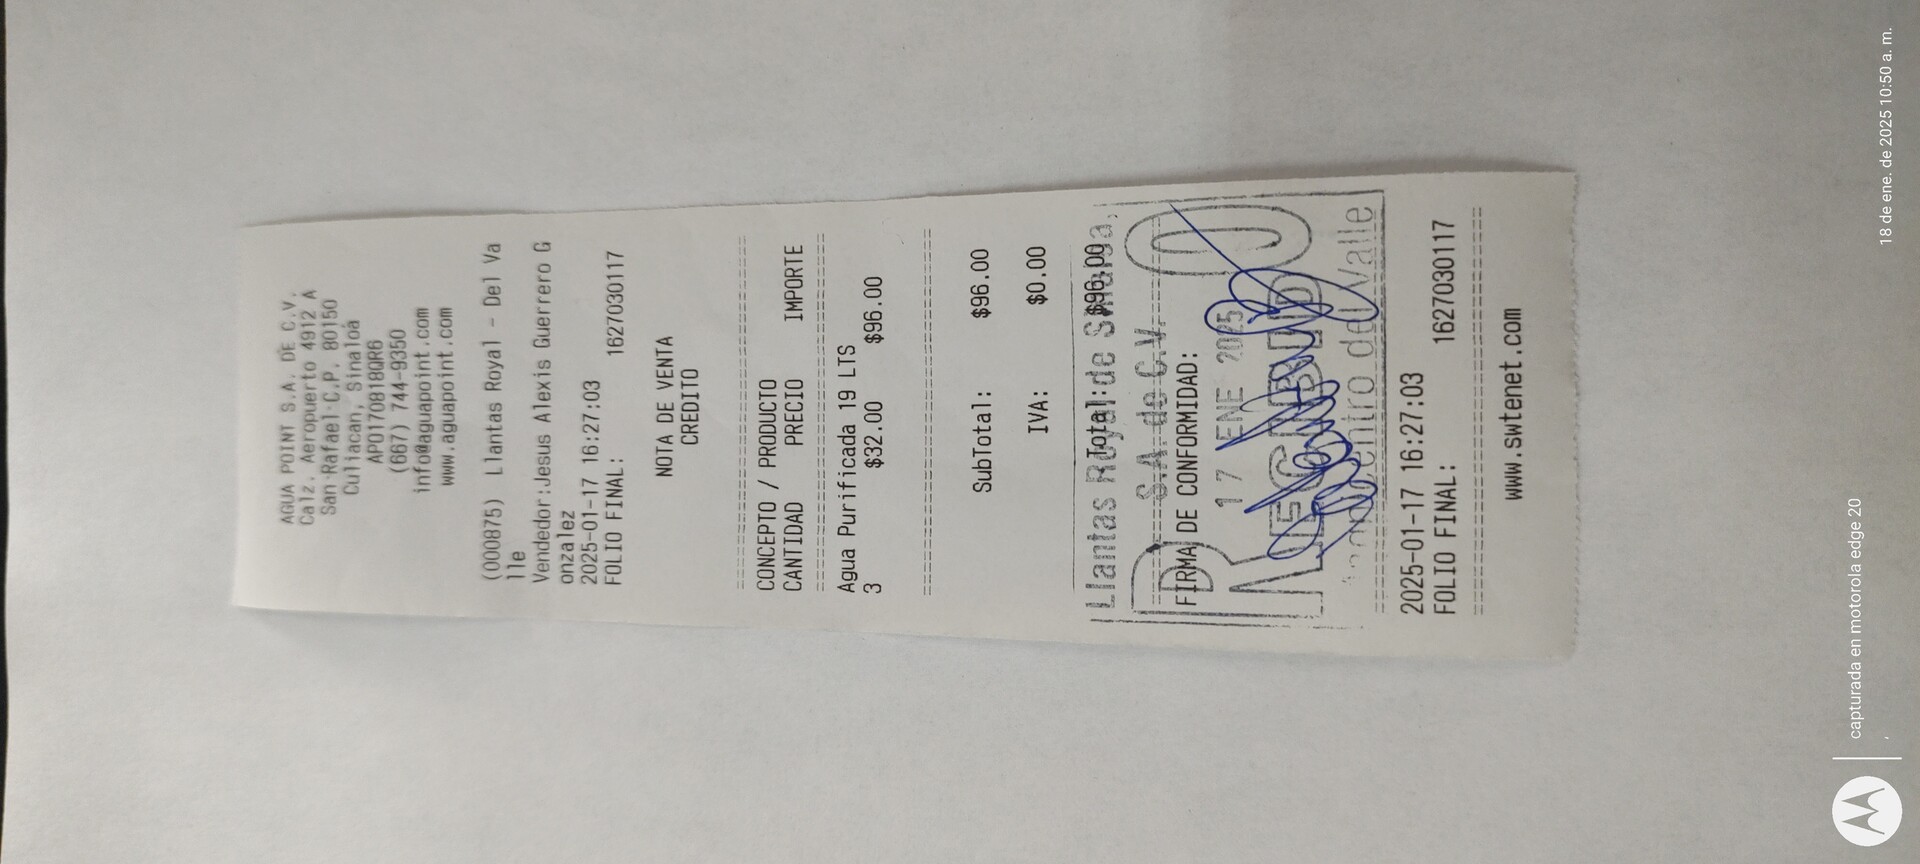 AGUA POINT S.A. DE C.V.
Calz. Aeropuerto 4912 A
San Rafael C.P. 80150
Culiacan, Sinaloa
APO170818QR6
(667) 744-9350
info@aguapoint.com
www.aguapoint.com
(000875) Llantas Royal - Del Va
lle
Vendedor:Jesus Alexis Guerrero G
onzalez
2025-01-17 16:27:03
FOLIO FINAL: 1627030117
NOTA DE VENTA
CREDITO
CONCEPTO / PRODUCTO
CANTIDAD PRECIO IMPORTE
Agua Purificada 19 LTS
3 $32.00 $96.00
SubTotal: $96.00
IVA: $0.00
Total: $96.00
Llantas Royal de Sinaloa,
S.A. de C.V.
FIRMA DE CONFORMIDAD:
17 ENE 2025
RECIBIDO
del Valle
2025-01-17 16:27:03
FOLIO FINAL: 1627030117
www.swtenet.com
capturada en motorola edge 20
18 de ene. de 2025 10:50 a. m.